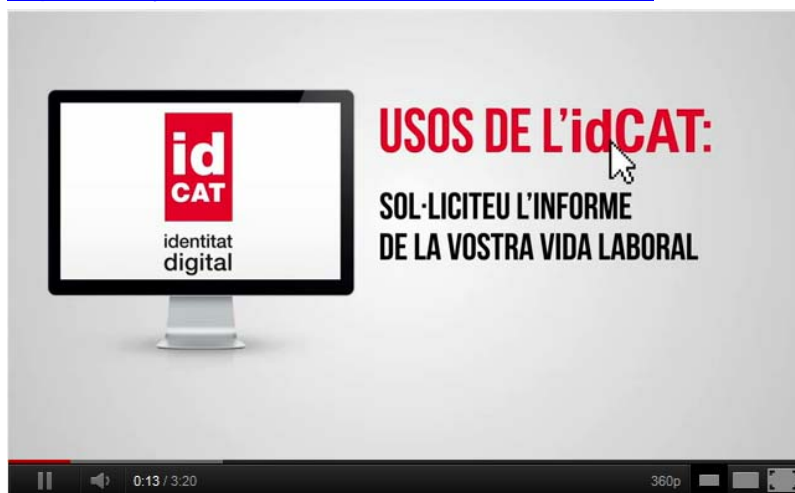 id
CAT
identitat
digital
USOS DE L'idCAT:
SOL·LICITEU L'INFORME
DE LA VOSTRA VIDA LABORAL
0:13 / 3:20
360p